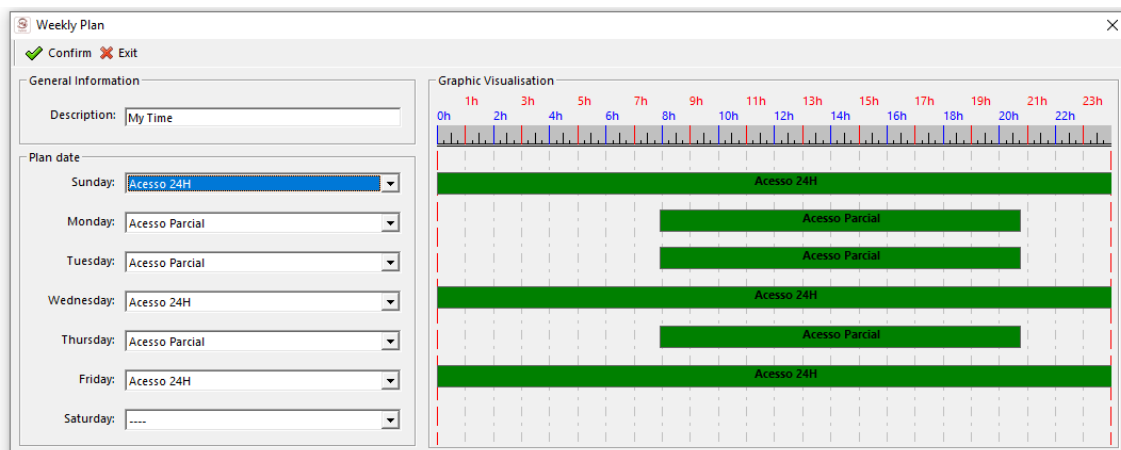 Weekly Plan
Confirm Exit
General Information
Description: My Time
Plan date
Sunday: Acesso 24H
Monday: Acesso Parcial
Tuesday: Acesso Parcial
Wednesday: Acesso 24H
Thursday: Acesso Parcial
Friday: Acesso 24H
Saturday: ----
Graphic Visualisation
1h 3h 5h 7h 9h 11h 13h 15h 17h 19h 21h 23h
0h 2h 4h 6h 8h 10h 12h 14h 16h 18h 20h 22h
Acesso 24H
Acesso Parcial
Acesso Parcial
Acesso 24H
Acesso Parcial
Acesso 24H